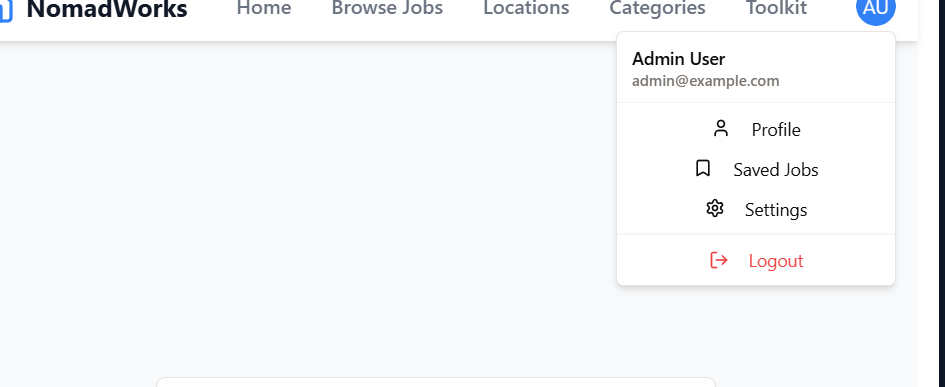 NomadWorks Home Browse Jobs Locations Categories Toolkit AU
Admin User
admin@example.com
Profile
Saved Jobs
Settings
Logout